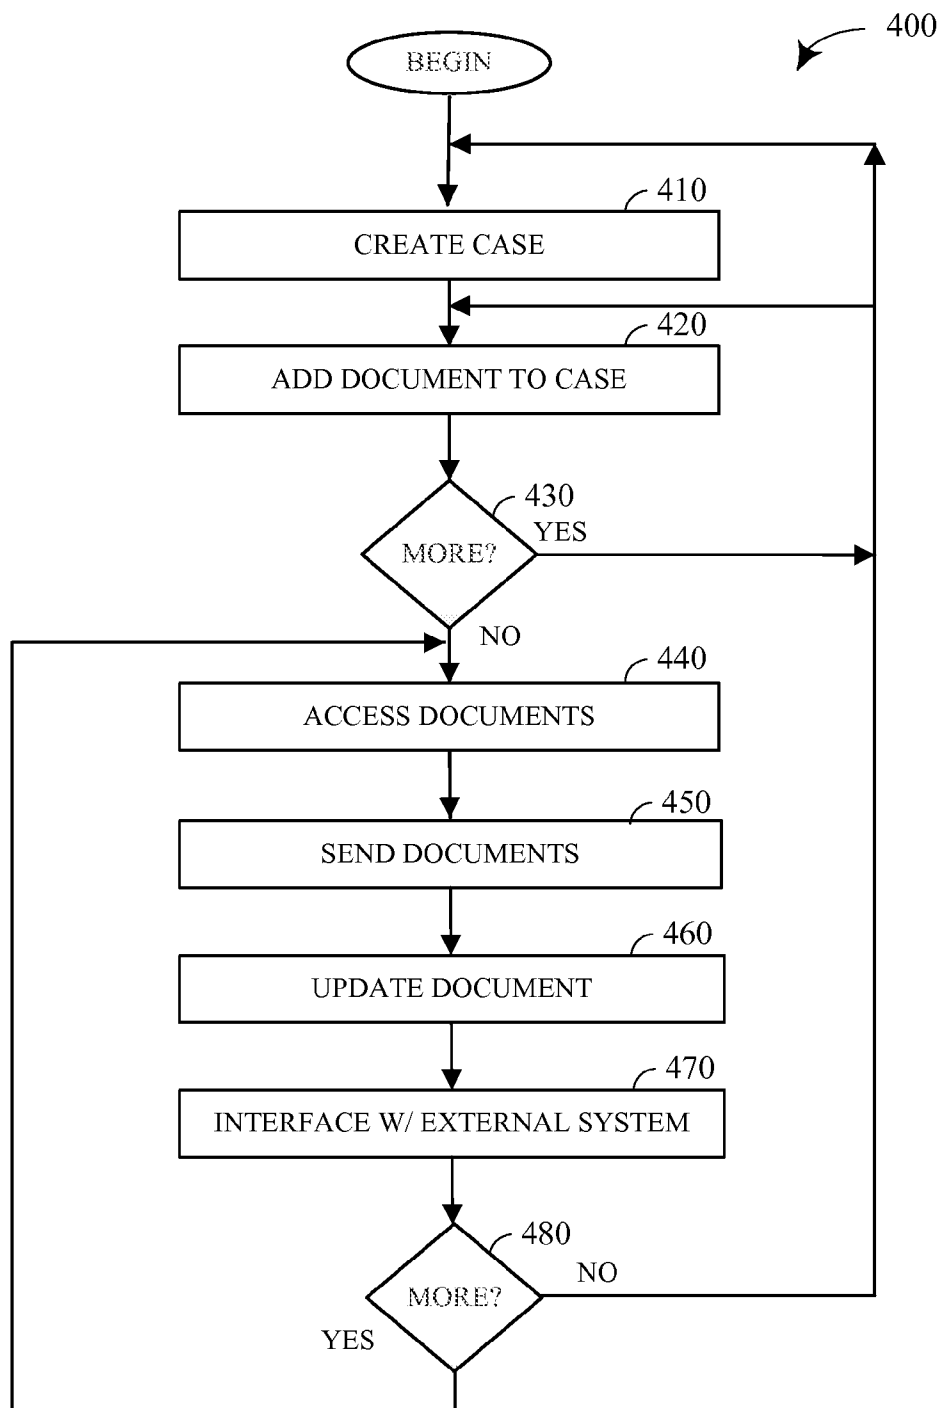 400
BEGIN
410
CREATE CASE
420
ADD DOCUMENT TO CASE
430
YES
MORE?
NO
440
ACCESS DOCUMENTS
450
SEND DOCUMENTS
460
UPDATE DOCUMENT
470
INTERFACE W/ EXTERNAL SYSTEM
480
NO
MORE?
YES